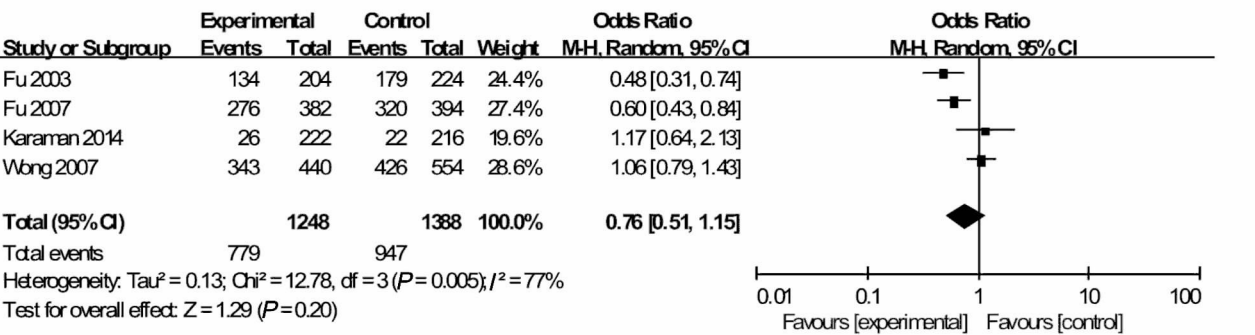 Experimental Control Odds Ratio Odds Ratio
Study or Subgroup Events Total Events Total Weight M-H, Random, 95% CI M-H, Random, 95% CI
Fu 2003 134 204 179 224 24.4% 0.48 [0.31, 0.74]
Fu 2007 276 382 320 394 27.4% 0.60 [0.43, 0.84]
Karaman 2014 26 222 22 216 19.6% 1.17 [0.64, 2.13]
Wong 2007 343 440 426 554 28.6% 1.06 [0.79, 1.43]
Total (95% CI) 1248 1388 100.0% 0.76 [0.51, 1.15]
Total events 779 947
Heterogeneity: Tau² = 0.13; Chi² = 12.78, df = 3 (P = 0.005); I² = 77%
Test for overall effect: Z = 1.29 (P = 0.20)
0.01 0.1 1 10 100
Favours [experimental] Favours [control]